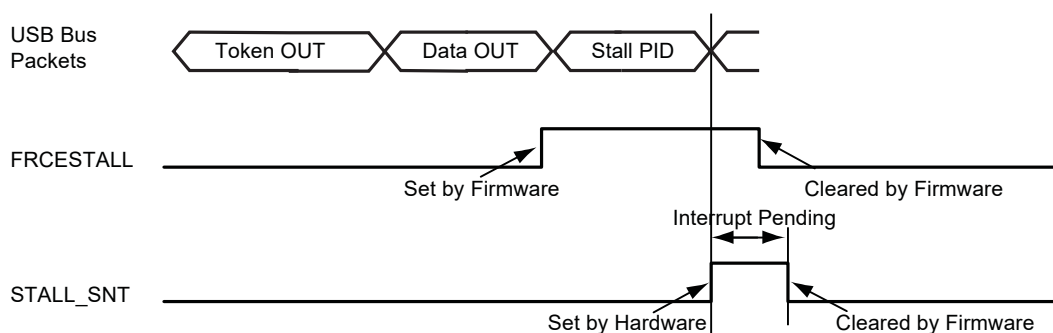 USB Bus
Packets
Token OUT
Data OUT
Stall PID
FRCESTALL
Set by Firmware
Cleared by Firmware
Interrupt Pending
STALL_SNT
Set by Hardware
Cleared by Firmware